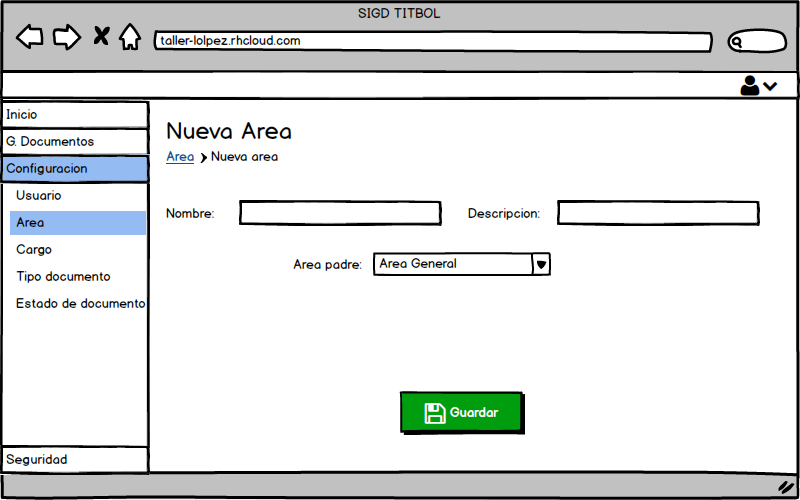 SIGD TITBOL
taller-lolpez.rhcloud.com
Inicio
G. Documentos
Configuracion
Usuario
Area
Cargo
Tipo documento
Estado de documento
Seguridad
Nueva Area
Area Nueva area
Nombre: Descripcion:
Area padre: Area General
Guardar